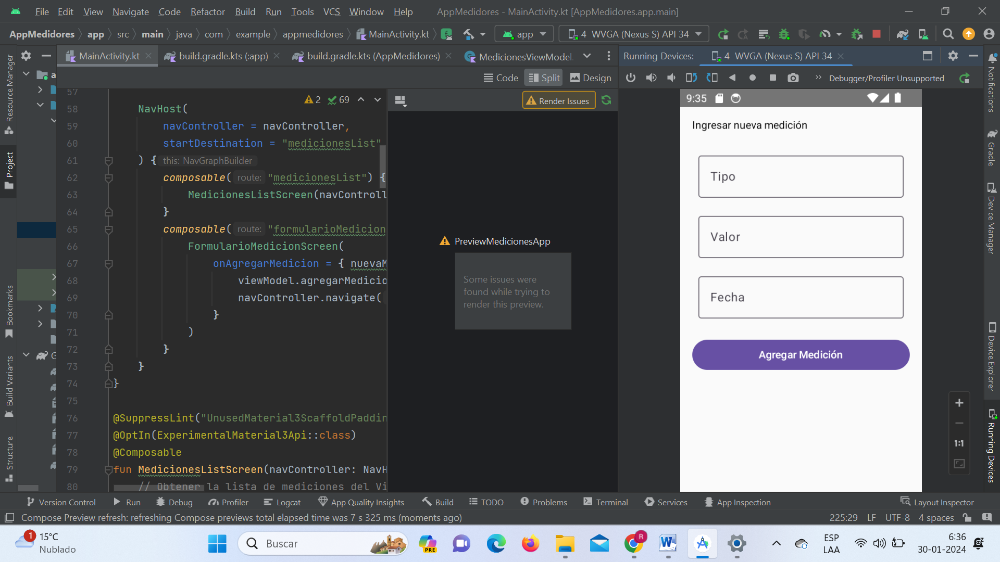 File Edit View Navigate Code Refactor Build Run Tools VCS Window Help AppMedidores - MainActivity.kt [AppMedidores.app.main]
AppMedidores app src main java com example appmedidores MainActivity.kt app 4 WVGA (Nexus S) API 34
MainActivity.kt build.gradle.kts (:app) build.gradle.kts (AppMedidores) MedicionesViewModel. Running Devices: 4 WVGA (Nexus S) API 34
Code Split Design Debugger/Profiler Unsupported
Resource Manager
Project
Bookmarks
Build Variants
Structure
a
G
2 69
57
58 NavHost(
59 navController = navController,
60 startDestination = "medicionesList"
61 ) { this: NavGraphBuilder
62 composable( route: "medicionesList") {
63 MedicionesListScreen(navControll
64 }
65 composable( route: "formularioMedicion
66 FormularioMedicionScreen(
67 onAgregarMedicion = { nuevaM
68 viewModel.agregarMedicio
69 navController.navigate(
70 }
71 )
72 }
73 }
74 }
75
76 @SuppressLint("UnusedMaterial3ScaffoldPaddin
77 @OptIn(ExperimentalMaterial3Api::class)
78 @Composable
79 fun MedicionesListScreen(navController: NavH
80 // Obtener la lista de mediciones del Vi
Render Issues
PreviewMedicionesApp
Some issues were
found while trying to
render this preview.
9:35
Ingresar nueva medición
Tipo
Valor
Fecha
Agregar Medición
1:1
Notifications
Gradle
Device Manager
Device Explorer
Running Devices
Version Control Run Debug Profiler Logcat App Quality Insights Build TODO Problems Terminal Services App Inspection Layout Inspector
Compose Preview refresh: refreshing Compose previews total elapsed time was 7 s 325 ms (moments ago) 225:29 LF UTF-8 4 spaces
1
15°C
Nublado
Buscar
PRE
R
ESP
LAA
6:36
30-01-2024